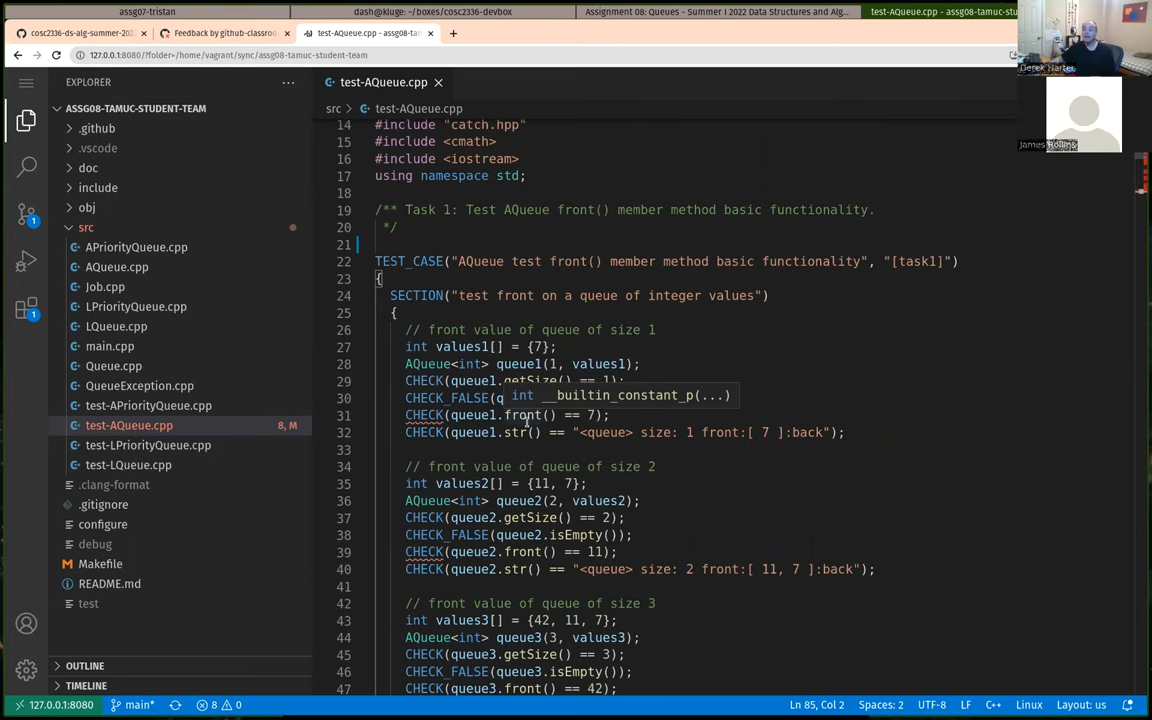 assg07-tristan
dash@kluge: ~/boxes/cosc2336-devbox
Assignment 08: Queues - Summer I 2022 Data Structures and Alg...
test-AQueue.cpp - assg08-tamuc-stu
cosc2336-ds-alg-summer-202
Feedback by github-classroo
test-AQueue.cpp - assg08-ta
127.0.0.1:8080/?folder=/home/vagrant/sync/assg08-tamuc-student-team
Derek Harter
James Rollins
EXPLORER
ASSG08-TAMUC-STUDENT-TEAM
.github
.vscode
doc
include
obj
src
APriorityQueue.cpp
AQueue.cpp
Job.cpp
LPriorityQueue.cpp
LQueue.cpp
main.cpp
Queue.cpp
QueueException.cpp
test-APriorityQueue.cpp
test-AQueue.cpp 8, M
test-LPriorityQueue.cpp
test-LQueue.cpp
.clang-format
.gitignore
configure
debug
Makefile
README.md
test
OUTLINE
TIMELINE
1
1
test-AQueue.cpp
src > test-AQueue.cpp
14 #include "catch.hpp"
15 #include <cmath>
16 #include <iostream>
17 using namespace std;
18
19 /** Task 1: Test AQueue front() member method basic functionality.
20 */
21
22 TEST_CASE("AQueue test front() member method basic functionality", "[task1]")
23 {
24 SECTION("test front on a queue of integer values")
25 {
26 // front value of queue of size 1
27 int values1[] = {7};
28 AQueue<int> queue1(1, values1);
29 CHECK(queue1.getSize() == 1);
int __builtin_constant_p(...)
30 CHECK_FALSE(q
31 CHECK(queue1.front() == 7);
32 CHECK(queue1.str() == "<queue> size: 1 front:[ 7 ]:back");
33
34 // front value of queue of size 2
35 int values2[] = {11, 7};
36 AQueue<int> queue2(2, values2);
37 CHECK(queue2.getSize() == 2);
38 CHECK_FALSE(queue2.isEmpty());
39 CHECK(queue2.front() == 11);
40 CHECK(queue2.str() == "<queue> size: 2 front:[ 11, 7 ]:back");
41
42 // front value of queue of size 3
43 int values3[] = {42, 11, 7};
44 AQueue<int> queue3(3, values3);
45 CHECK(queue3.getSize() == 3);
46 CHECK_FALSE(queue3.isEmpty());
47 CHECK(queue3.front() == 42)
127.0.0.1:8080 main* 8 0 Ln 85, Col 2 Spaces: 2 UTF-8 LF C++ Linux Layout: us